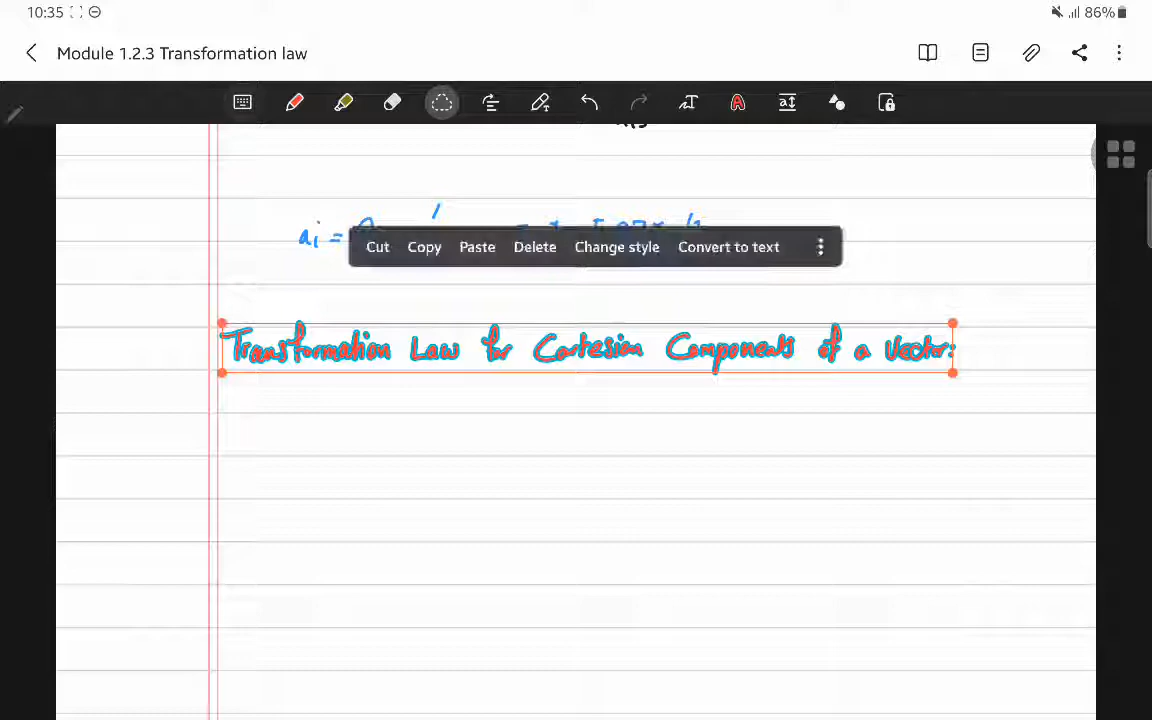 10:35 86%
Module 1.2.3 Transformation law
ai =
Cut Copy Paste Delete Change style Convert to text
Transformation Law for Cartesian Components of a Vector: